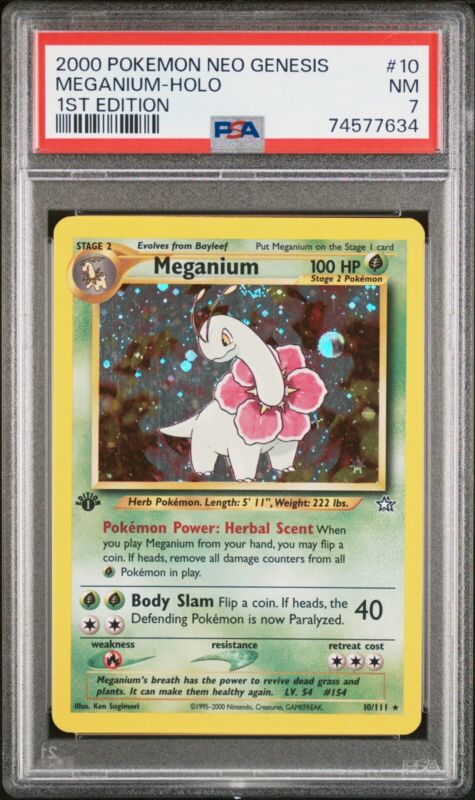 2000 POKEMON NEO GENESIS #10
MEGANIUM-HOLO NM
1ST EDITION 7
PSA 74577634
STAGE 2 Evolves from Bayleef Put Meganium on the Stage 1 card
Meganium 100 HP
Stage 2 Pokémon
Herb Pokémon. Length: 5' 11", Weight: 222 lbs.
EDITION
1
Pokémon Power: Herbal Scent When
you play Meganium from your hand, you may flip a
coin. If heads, remove all damage counters from all
Pokémon in play.
Body Slam Flip a coin. If heads, the 40
Defending Pokémon is now Paralyzed.
weakness resistance retreat cost
Meganium's breath has the power to revive dead grass and
plants. It can make them healthy again. LV. 54 #154
Illus. Ken Sugimori ©1995-2000 Nintendo, Creatures, GAMEFREAK. 10/111 ★
PSA